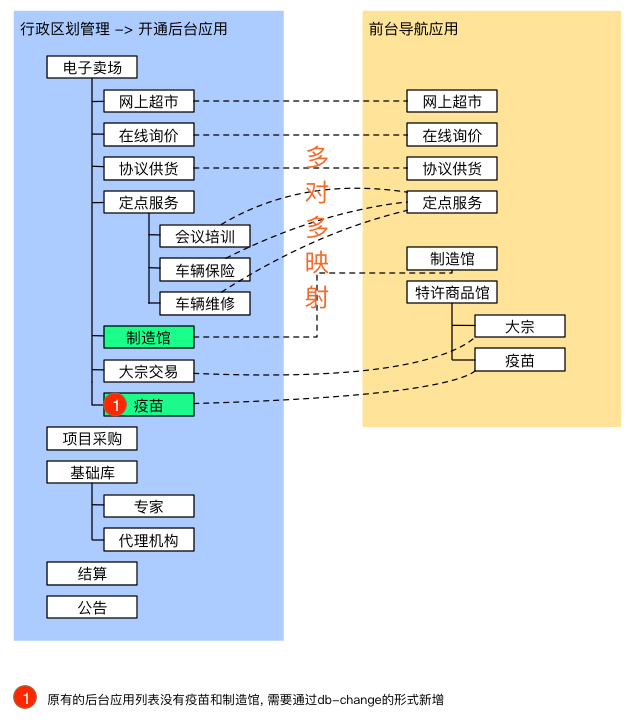 行政区划管理 -> 开通后台应用
电子卖场
网上超市
在线询价
协议供货
定点服务
会议培训
车辆保险
车辆维修
制造馆
大宗交易
1 疫苗
项目采购
基础库
专家
代理机构
结算
公告
多对多映射
前台导航应用
网上超市
在线询价
协议供货
定点服务
制造馆
特许商品馆
大宗
疫苗
1 原有的后台应用列表没有疫苗和制造馆, 需要通过db-change的形式新增